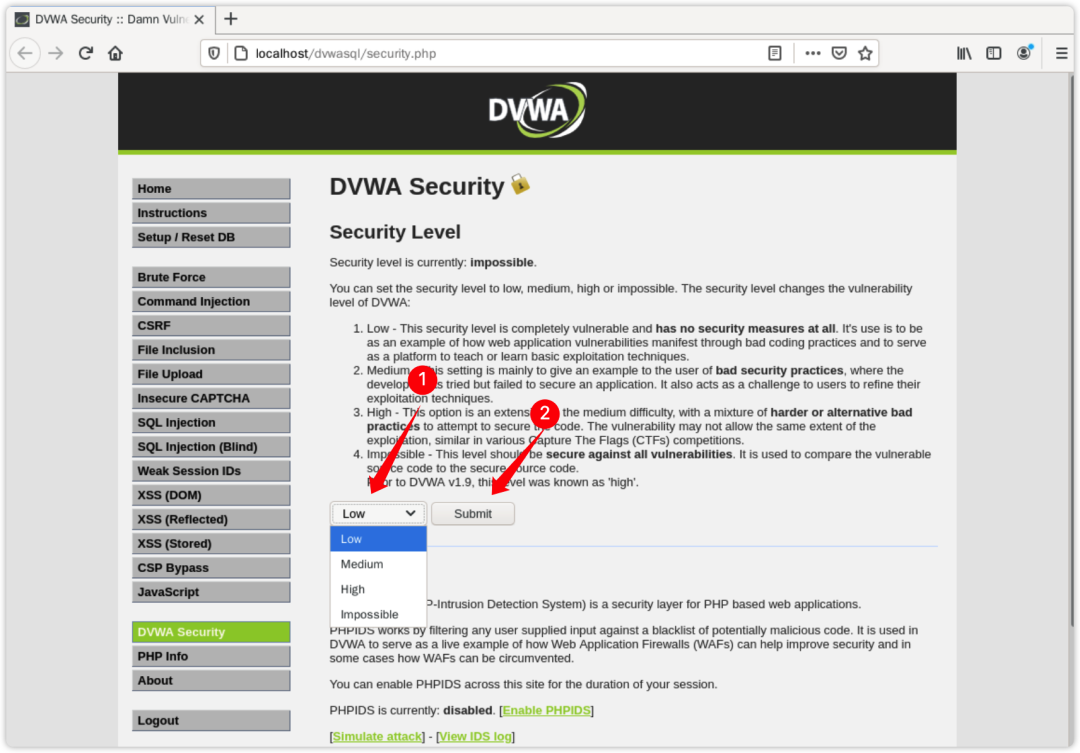 DVWA Security :: Damn Vuln
localhost/dvwasql/security.php
DVWA
Home
Instructions
Setup / Reset DB
Brute Force
Command Injection
CSRF
File Inclusion
File Upload
Insecure CAPTCHA
SQL Injection
SQL Injection (Blind)
Weak Session IDs
XSS (DOM)
XSS (Reflected)
XSS (Stored)
CSP Bypass
JavaScript
DVWA Security
PHP Info
About
Logout
DVWA Security
Security Level
Security level is currently: impossible.
You can set the security level to low, medium, high or impossible. The security level changes the vulnerability
level of DVWA:
1. Low - This security level is completely vulnerable and has no security measures at all. It's use is to be
as an example of how web application vulnerabilities manifest through bad coding practices and to serve
as a platform to teach or learn basic exploitation techniques.
2. Medium - This setting is mainly to give an example to the user of bad security practices, where the
develop s tried but failed to secure an application. It also acts as a challenge to users to refine their
exploitation techniques.
3. High - This option is an extens the medium difficulty, with a mixture of harder or alternative bad
practices to attempt to secure the code. The vulnerability may not allow the same extent of the
exploitation, similar in various Capture The Flags (CTFs) competitions.
4. Impossible - This level should be secure against all vulnerabilities. It is used to compare the vulnerable
source code to the secure source code.
Prior to DVWA v1.9, this level was known as 'high'.
1
2
Low
Submit
Low
Medium
High
Impossible
P-Intrusion Detection System) is a security layer for PHP based web applications.
PHPIDS works by filtering any user supplied input against a blacklist of potentially malicious code. It is used in
DVWA to serve as a live example of how Web Application Firewalls (WAFs) can help improve security and in
some cases how WAFs can be circumvented.
You can enable PHPIDS across this site for the duration of your session.
PHPIDS is currently: disabled. [Enable PHPIDS]
[Simulate attack] - [View IDS log]